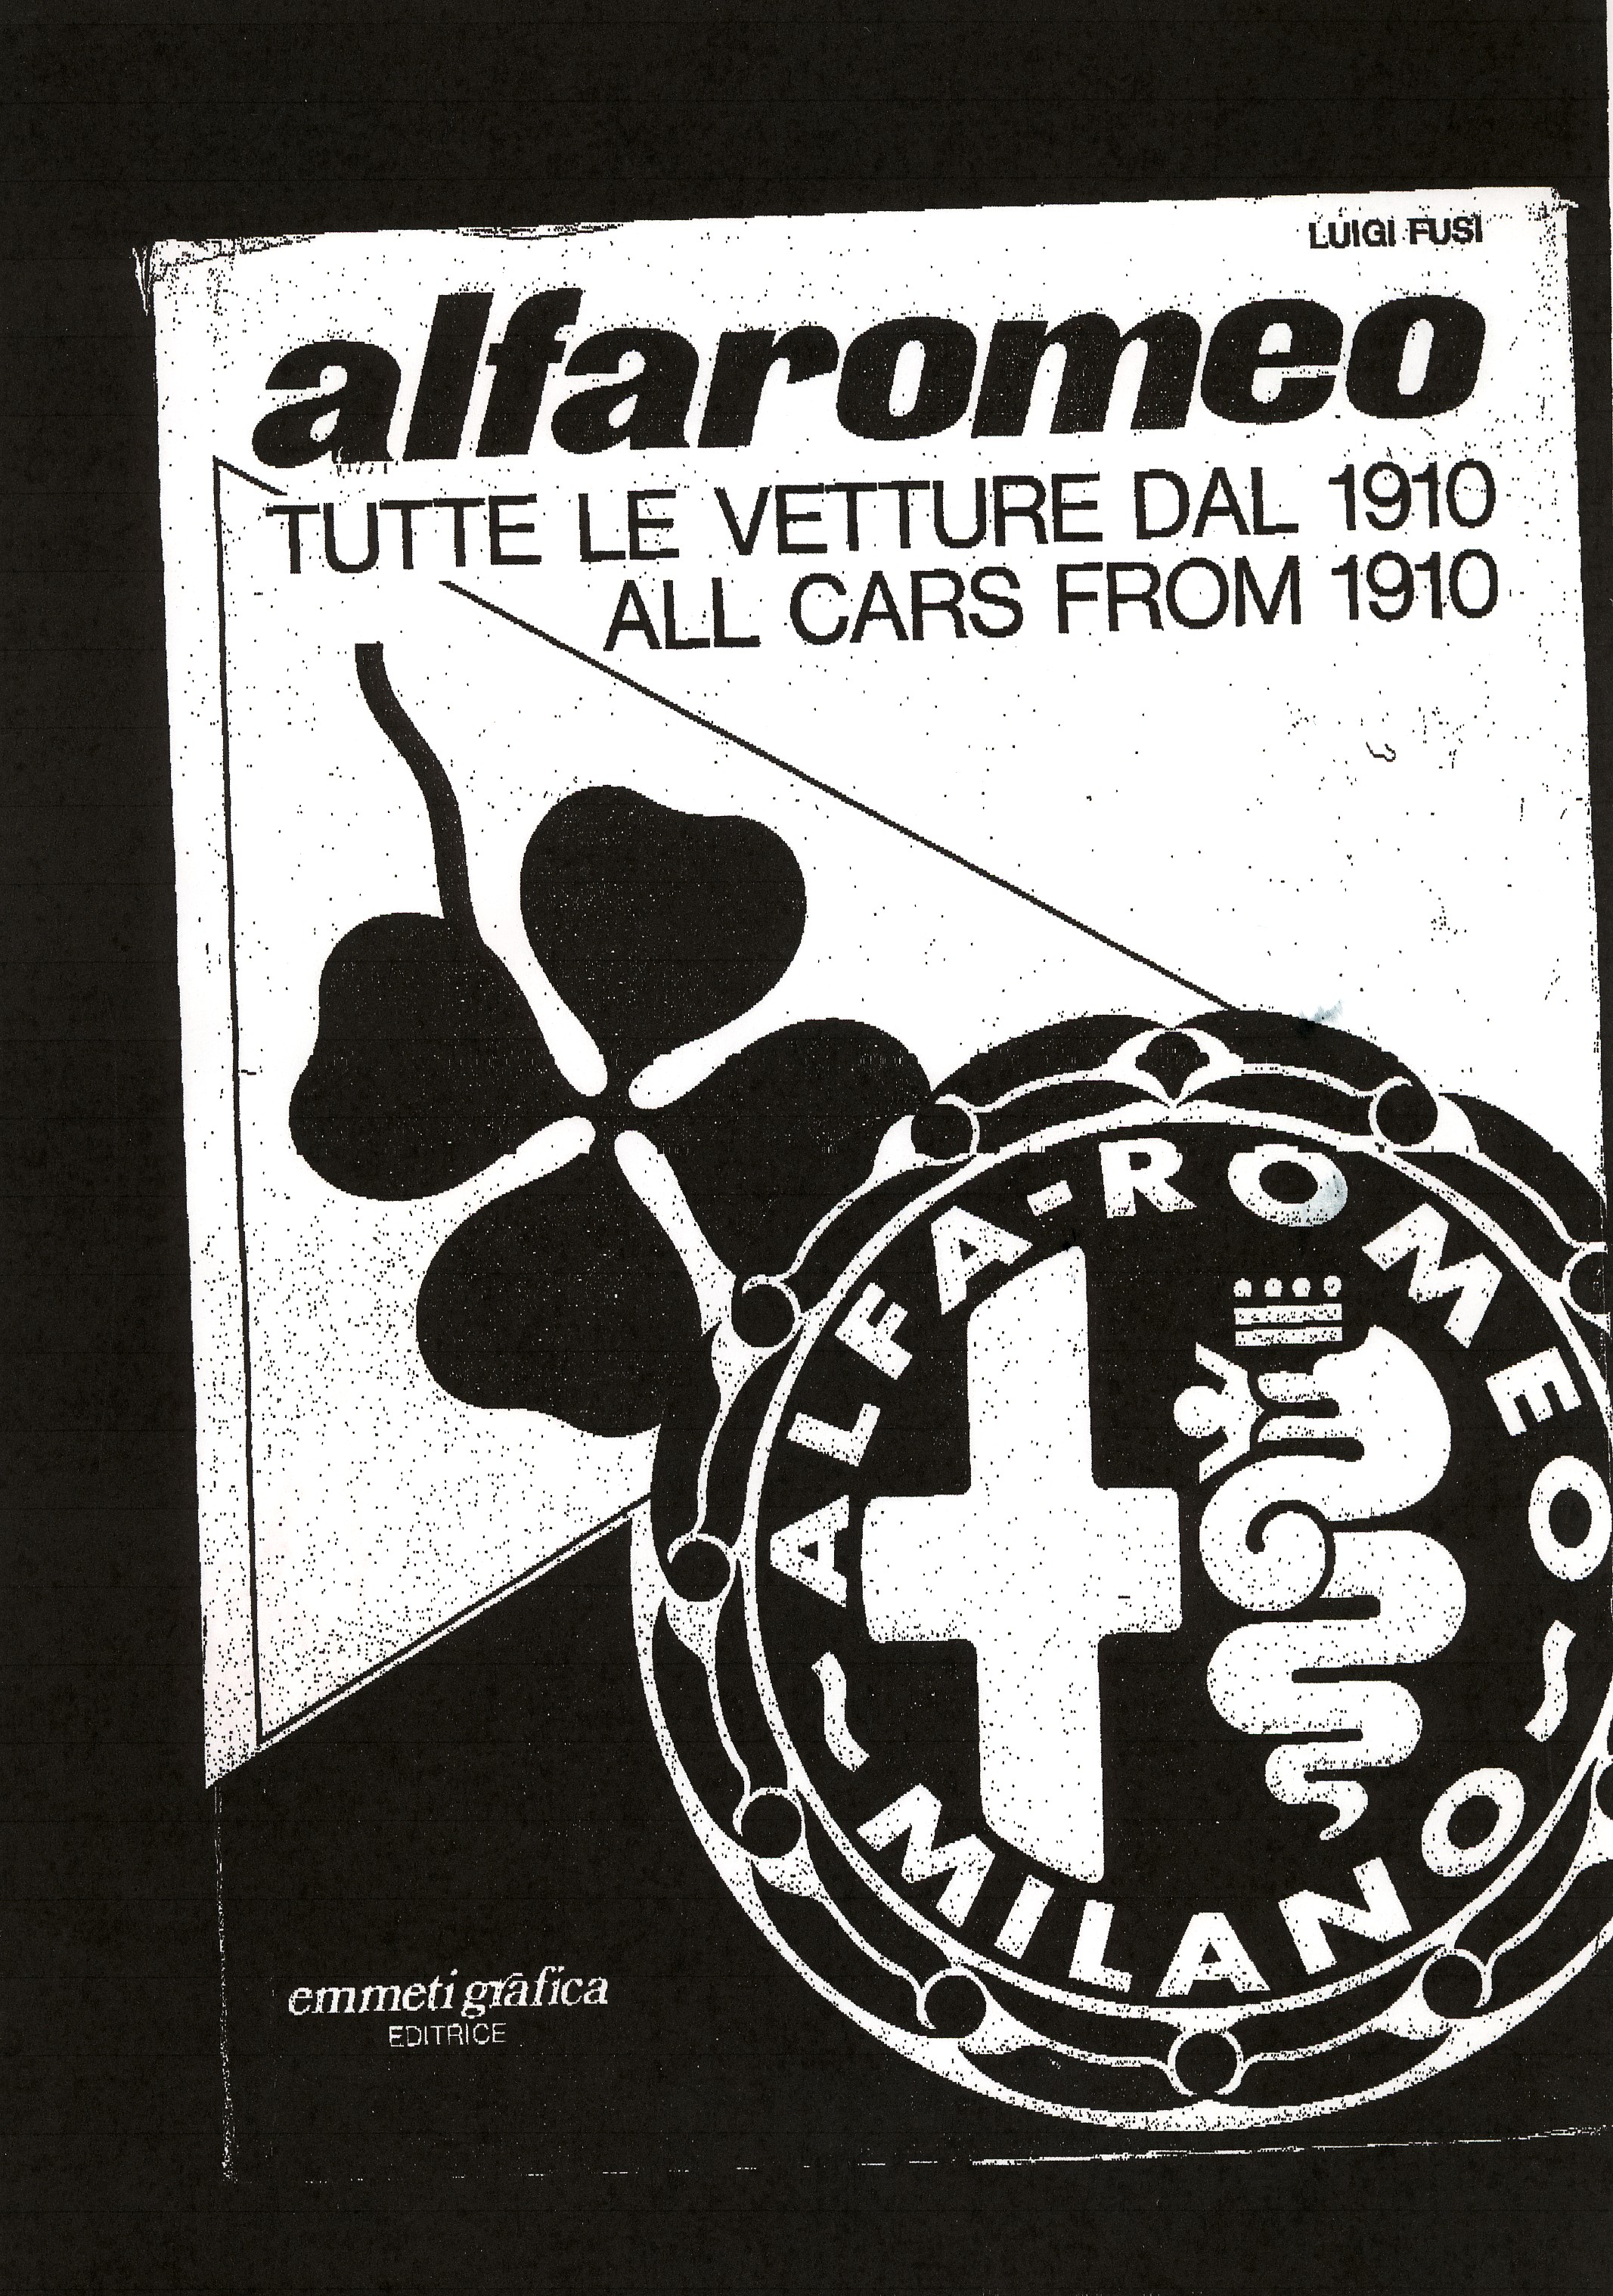 LUIGI FUSI
alfaromeo
TUTTE LE VETTURE DAL 1910
ALL CARS FROM 1910
ALFA-ROMEO
MILANO
emmeti grafica
EDITRICE